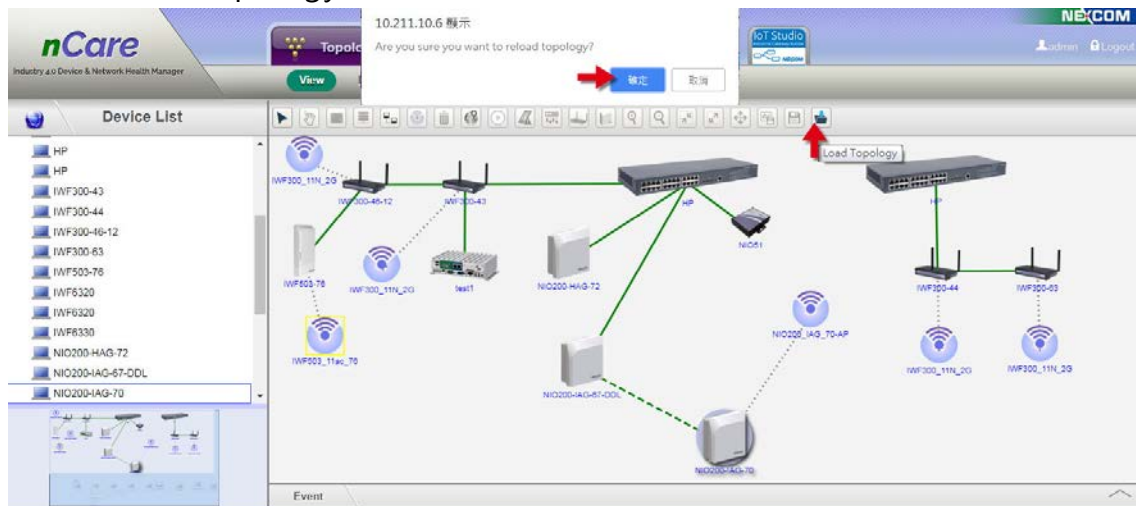 nCare
Industry 4.0 Device & Network Health Manager
10.211.10.6 顯示
Are you sure you want to reload topology?
確定
取消
IoT Studio
NEXCOM
admin
Logout
View
Device List
Load Topology
HP
HP
IWF300-43
IWF300-44
IWF300-46-12
IWF300-63
IWF503-76
IWF6320
IWF6320
IWF6330
NIO200-HAG-72
NIO200-IAG-67-DDL
NIO200-IAG-70
IWF300_11N_2G
IWF300-46-12
IWF300-43
HP
HP
NIO51
IWF503-76
IWF300_11N_2G
test1
NIO200-HAG-72
IWF300-44
IWF300-63
NIO200_IAG_70-AP
IWF503_11ac_76
IWF300_11N_2G
IWF300_11N_2G
NIO200-IAG-67-DDL
NIO200-IAG-70
Event